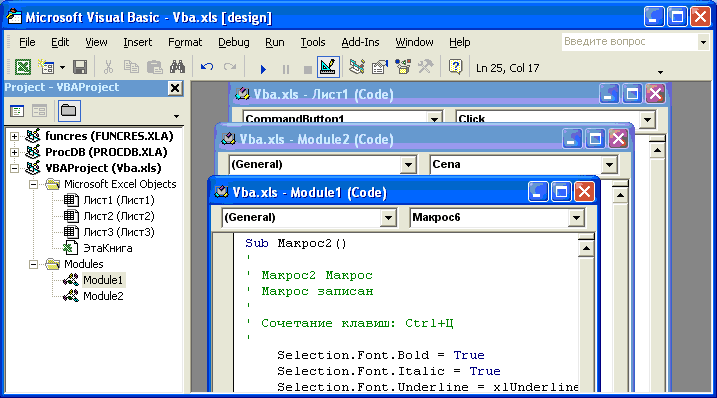 Microsoft Visual Basic - Vba.xls [design]
File Edit View Insert Format Debug Run Tools Add-Ins Window Help Введите вопрос
Ln 25, Col 17
Project - VBAProject
funcres (FUNCRES.XLA)
ProcDB (PROCDB.XLA)
VBAProject (Vba.xls)
Microsoft Excel Objects
Лист1 (Лист1)
Лист2 (Лист2)
Лист3 (Лист3)
ЭтаКнига
Modules
Module1
Module2
Vba.xls - Лист1 (Code)
CommandButton1 Click
Vba.xls - Module2 (Code)
(General) Cena
Vba.xls - Module1 (Code)
(General) Макрос6
Sub Макрос2()
'
' Макрос2 Макрос
' Макрос записан
'
' Сочетание клавиш: Ctrl+Ц
'
Selection.Font.Bold = True
Selection.Font.Italic = True
Selection.Font.Underline = xlUnderline